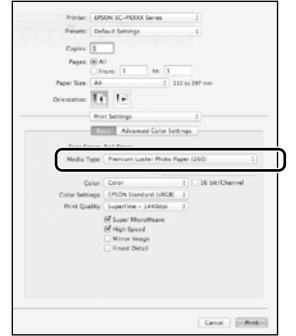 Printer: EPSON SC-PXXXX Series
Presets: Default Settings
Copies: 1
Pages: All
From: 1 to: 1
Paper Size: A4 210 by 297 mm
Orientation:
Print Settings
Basic Advanced Color Settings
Media Type: Premium Luster Photo Paper (260)
Color: Color 16 bit/Channel
Color Settings: EPSON Standard (sRGB)
Print Quality: Superfine - 1440dpi
Super MicroWeave
High Speed
Mirror Image
Finest Detail
Cancel Print